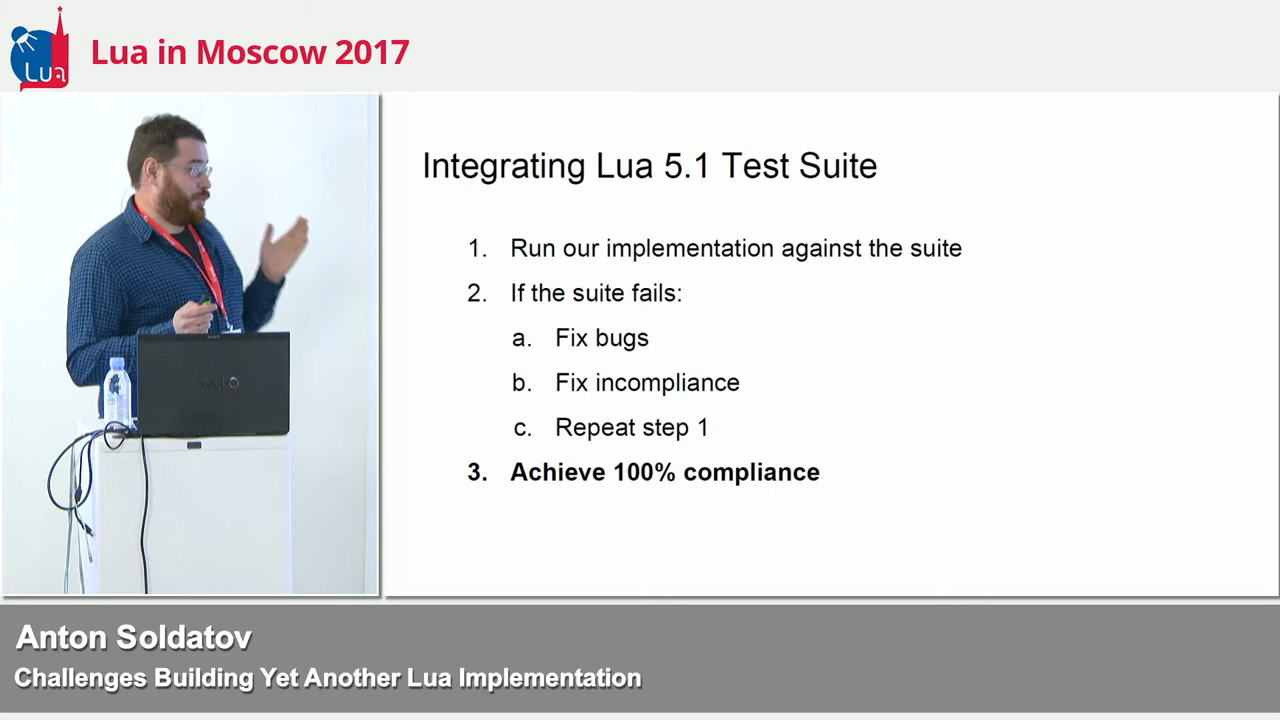 Lua
Lua in Moscow 2017
Integrating Lua 5.1 Test Suite
1. Run our implementation against the suite
2. If the suite fails:
a. Fix bugs
b. Fix incompliance
c. Repeat step 1
3. Achieve 100% compliance
SONY
VAIO
Anton Soldatov
Challenges Building Yet Another Lua Implementation